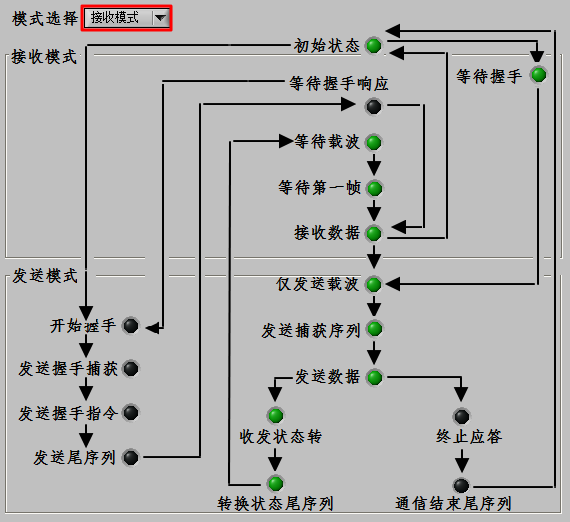 模式选择 接收模式
初始状态
接收模式
等待握手
等待握手响应
等待载波
等待第一帧
接收数据
发送模式
仅发送载波
开始握手
发送捕获序列
发送握手捕获
发送数据
发送握手指令
收发状态转
终止应答
发送尾序列
转换状态尾序列
通信结束尾序列